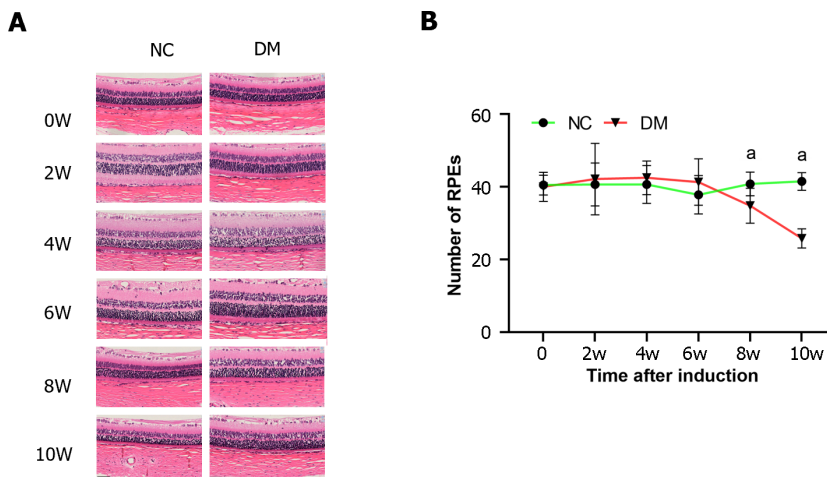 A
NC DM
0W
2W
4W
6W
8W
10W
B
NC DM
a a
60
40
20
0
Number of RPEs
0 2w 4w 6w 8w 10w
Time after induction